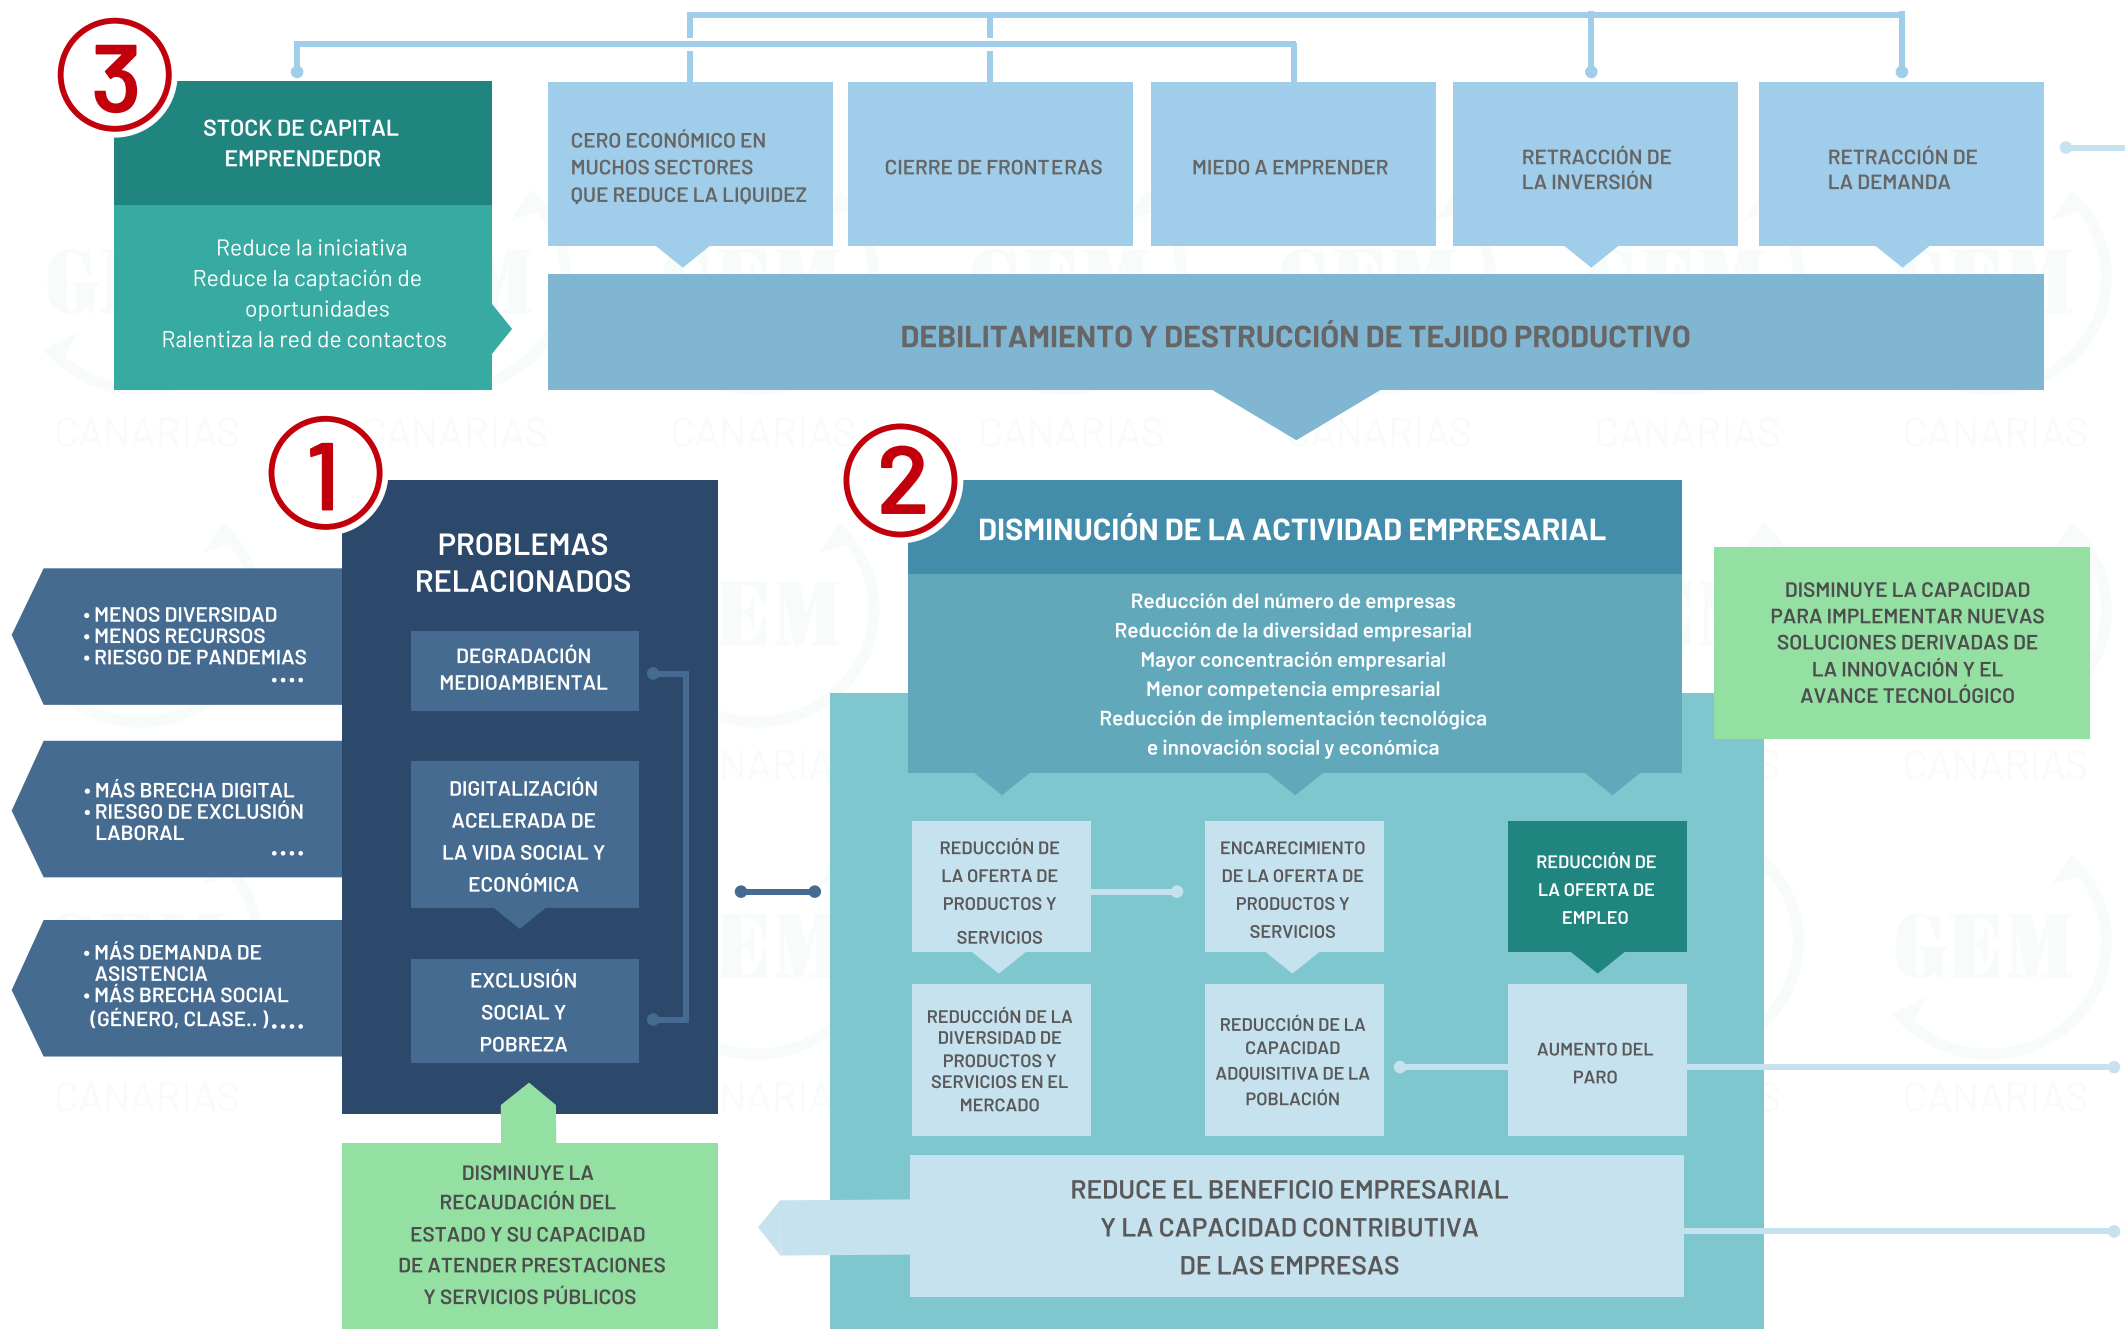 3
STOCK DE CAPITAL
EMPRENDEDOR
Reduce la iniciativa
Reduce la captación de
oportunidades
Ralentiza la red de contactos
CERO ECONÓMICO EN
MUCHOS SECTORES
QUE REDUCE LA LIQUIDEZ
CIERRE DE FRONTERAS
MIEDO A EMPRENDER
RETRACCIÓN DE
LA INVERSIÓN
RETRACCIÓN DE
LA DEMANDA
DEBILITAMIENTO Y DESTRUCCIÓN DE TEJIDO PRODUCTIVO
1
PROBLEMAS
RELACIONADOS
• MENOS DIVERSIDAD
• MENOS RECURSOS
• RIESGO DE PANDEMIAS
....
• MÁS BRECHA DIGITAL
• RIESGO DE EXCLUSIÓN
LABORAL
....
• MÁS DEMANDA DE
ASISTENCIA
• MÁS BRECHA SOCIAL
(GÉNERO, CLASE.. )....
DEGRADACIÓN
MEDIOAMBIENTAL
DIGITALIZACIÓN
ACELERADA DE
LA VIDA SOCIAL Y
ECONÓMICA
EXCLUSIÓN
SOCIAL Y
POBREZA
DISMINUYE LA
RECAUDACIÓN DEL
ESTADO Y SU CAPACIDAD
DE ATENDER PRESTACIONES
Y SERVICIOS PÚBLICOS
2
DISMINUCIÓN DE LA ACTIVIDAD EMPRESARIAL
Reducción del número de empresas
Reducción de la diversidad empresarial
Mayor concentración empresarial
Menor competencia empresarial
Reducción de implementación tecnológica
e innovación social y económica
DISMINUYE LA CAPACIDAD
PARA IMPLEMENTAR NUEVAS
SOLUCIONES DERIVADAS DE
LA INNOVACIÓN Y EL
AVANCE TECNOLÓGICO
REDUCCIÓN DE
LA OFERTA DE
PRODUCTOS Y
SERVICIOS
ENCARECIMIENTO
DE LA OFERTA DE
PRODUCTOS Y
SERVICIOS
REDUCCIÓN DE
LA OFERTA DE
EMPLEO
REDUCCIÓN DE LA
DIVERSIDAD DE
PRODUCTOS Y
SERVICIOS EN EL
MERCADO
REDUCCIÓN DE LA
CAPACIDAD
ADQUISITIVA DE LA
POBLACIÓN
AUMENTO DEL
PARO
REDUCE EL BENEFICIO EMPRESARIAL
Y LA CAPACIDAD CONTRIBUTIVA
DE LAS EMPRESAS
GEM
CANARIAS